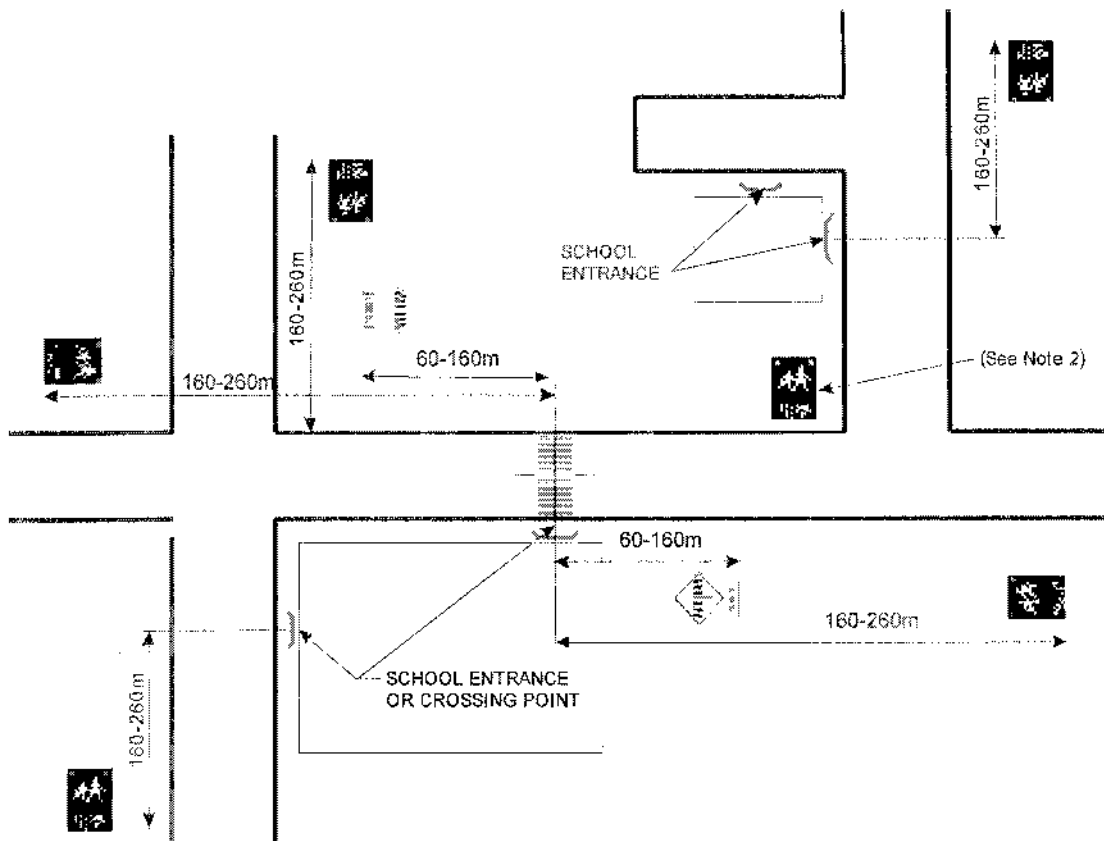 160-260m
160-260m
SCHOOL
ENTRANCE
60-160m
(See Note 2)
160-260m
60-160m
160-260m
SCHOOL ENTRANCE
OR CROSSING POINT
160-260m